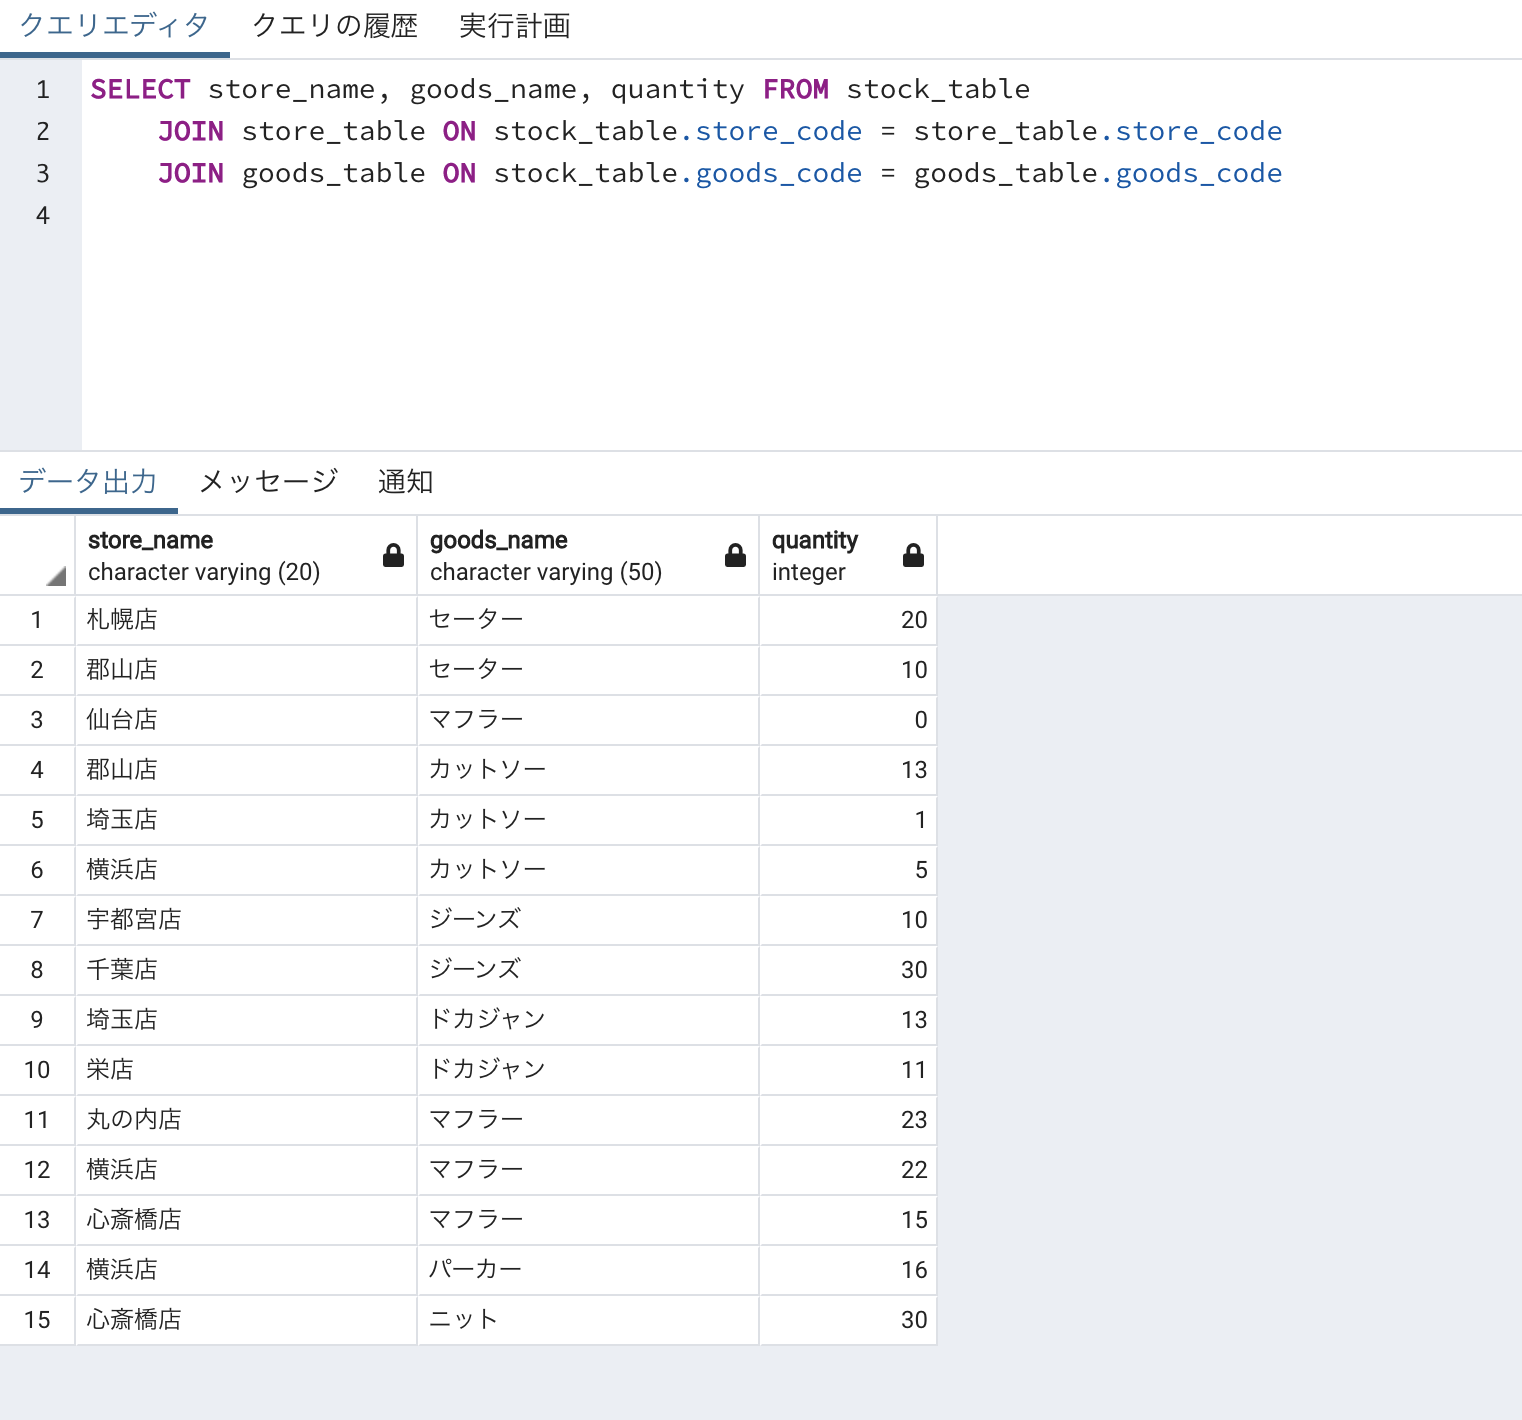 クエリエディタ クエリの履歴 実行計画
1 SELECT store_name, goods_name, quantity FROM stock_table
2 JOIN store_table ON stock_table.store_code = store_table.store_code
3 JOIN goods_table ON stock_table.goods_code = goods_table.goods_code
4
データ出力 メッセージ 通知
store_name goods_name quantity
character varying (20) character varying (50) integer
1 札幌店 セーター 20
2 郡山店 セーター 10
3 仙台店 マフラー 0
4 郡山店 カットソー 13
5 埼玉店 カットソー 1
6 横浜店 カットソー 5
7 宇都宮店 ジーンズ 10
8 千葉店 ジーンズ 30
9 埼玉店 ドカジャン 13
10 栄店 ドカジャン 11
11 丸の内店 マフラー 23
12 横浜店 マフラー 22
13 心斎橋店 マフラー 15
14 横浜店 パーカー 16
15 心斎橋店 ニット 30